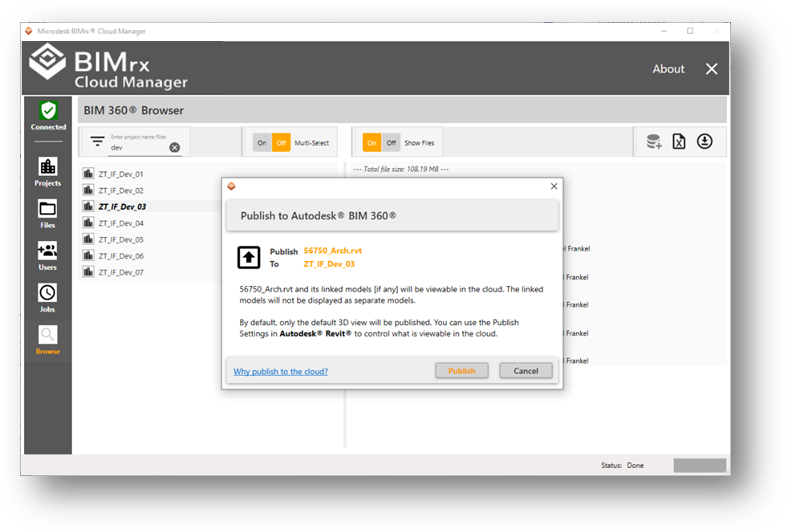 Microdesk BIMrx® Cloud Manager
BIMrx
Cloud Manager
About
Connected
Projects
Files
Users
Jobs
Browse
BIM 360® Browser
Enter project name filter
dev
On Off Multi-Select
On Off Show Files
ZT_IF_Dev_01
ZT_IF_Dev_02
ZT_IF_Dev_03
ZT_IF_Dev_04
ZT_IF_Dev_05
ZT_IF_Dev_06
ZT_IF_Dev_07
--- Total file size: 108.19 MB ---
Publish to Autodesk® BIM 360®
Publish 56750_Arch.rvt
To ZT_IF_Dev_03
56750_Arch.rvt and its linked models [if any] will be viewable in the cloud. The linked
models will not be displayed as separate models.
By default, only the default 3D view will be published. You can use the Publish
Settings in Autodesk® Revit® to control what is viewable in the cloud.
Why publish to the cloud?
Publish
Cancel
Frankel
Frankel
Frankel
Frankel
Frankel
Status: Done